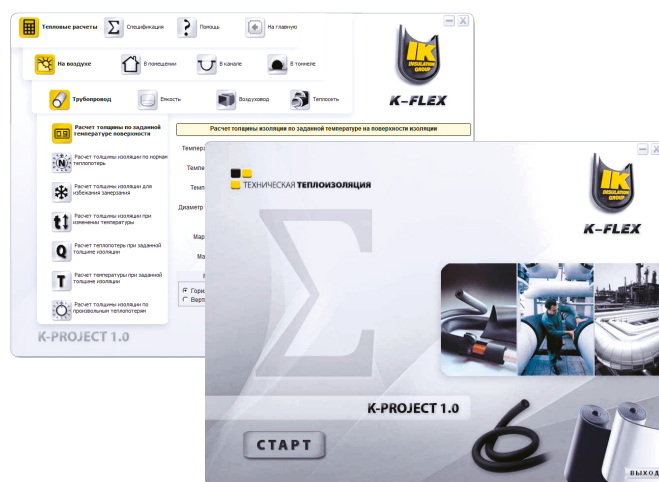 Тепловые расчеты Спецификация Помощь На главную
На воздухе В помещении В канале В тоннеле
Трубопровод Емкость Воздуховод Теплосеть
IK
INSULATION
GROUP
K-FLEX
Расчет толщины по заданной
температуре поверхности
Расчет толщины изоляции по нормам
теплопотерь
Расчет толщины изоляции для
избежания замерзания
Расчет толщины изоляции при
изменении температуры
Расчет теплопотерь при заданной
толщине изоляции
Расчет температуры при заданной
толщине изоляции
Расчет толщины изоляции по
произвольным теплопотерям
Расчет толщины изоляции по заданной температуре на поверхности изоляции
Диаметр
K-PROJECT 1.0
ТЕХНИЧЕСКАЯ ТЕПЛОИЗОЛЯЦИЯ
IK
INSULATION
GROUP
K-FLEX
K-PROJECT 1.0
СТАРТ
ВЫХОД